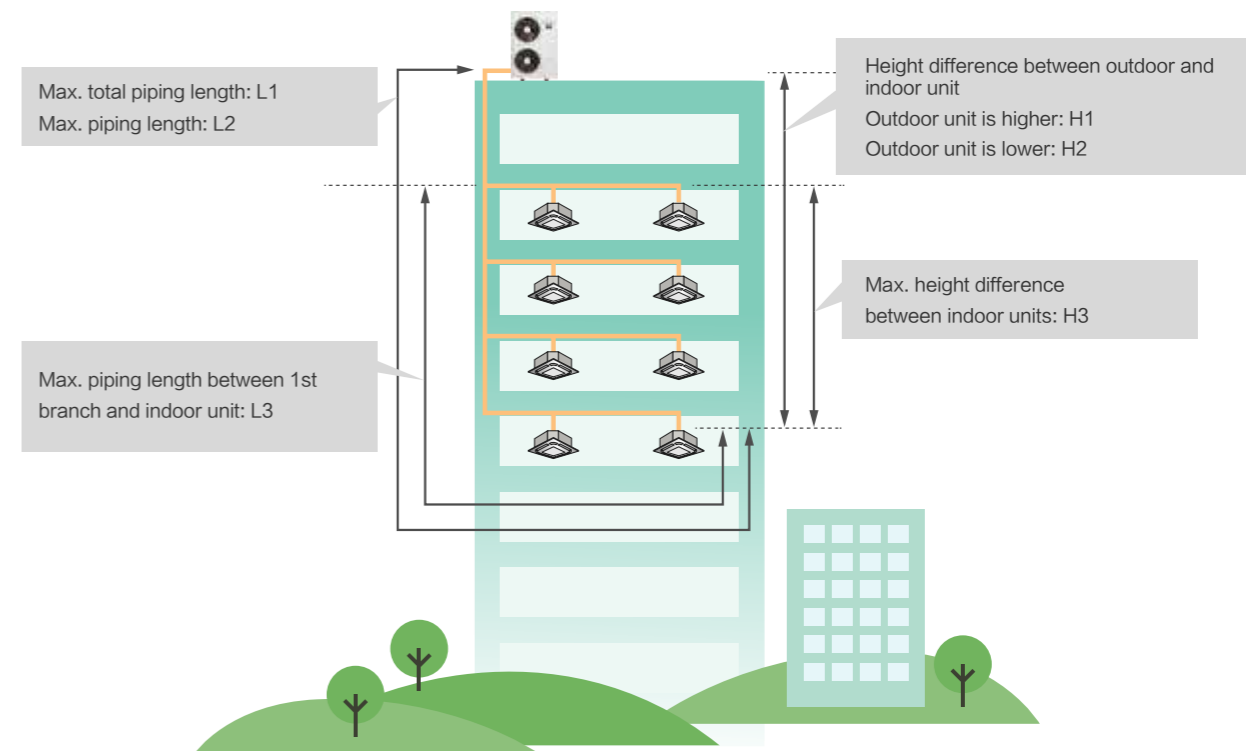 Max. total piping length: L1
Max. piping length: L2
Height difference between outdoor and
indoor unit
Outdoor unit is higher: H1
Outdoor unit is lower: H2
Max. height difference
between indoor units: H3
Max. piping length between 1st
branch and indoor unit: L3